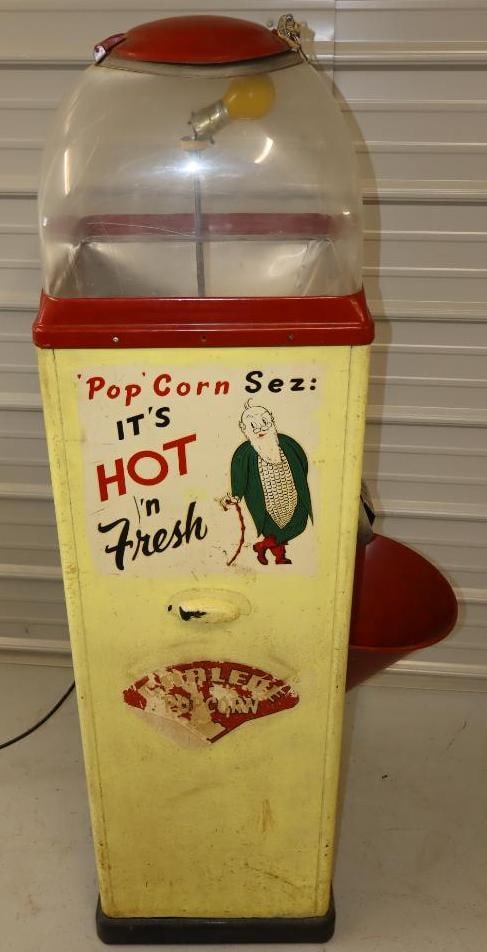 'Pop' Corn Sez:
IT'S
HOT
'n
Fresh